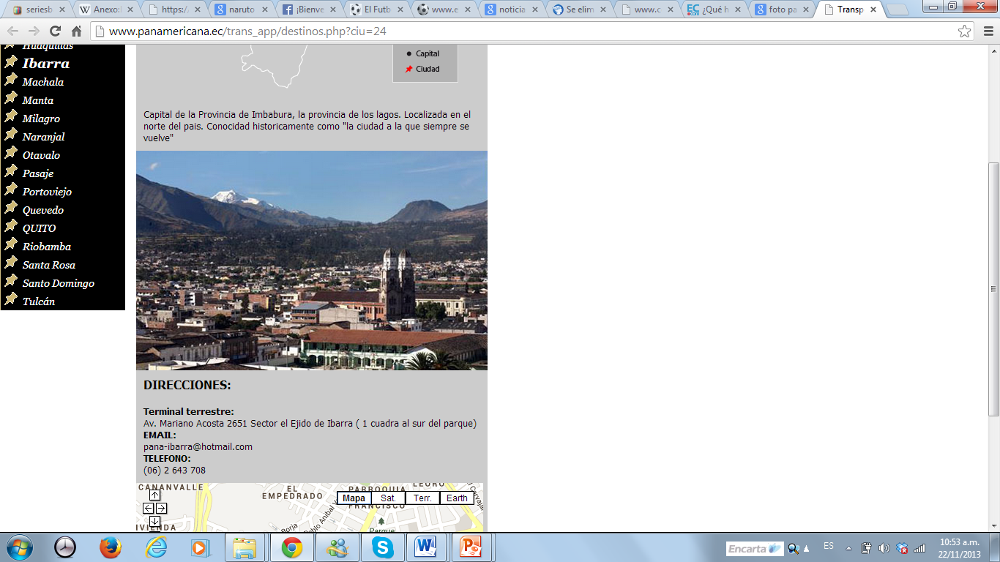 seriesb
Anexo:
https:/
naruto
¡Bienve
El Futb
www.e
noticia
Se elim
www.c
EC .com ¿Qué h
foto pa
Transp
www.panamericana.ec/trans_app/destinos.php?ciu=24
Huaquillas
Ibarra
Machala
Manta
Milagro
Naranjal
Otavalo
Pasaje
Portoviejo
Quevedo
QUITO
Riobamba
Santa Rosa
Santo Domingo
Tulcán
Capital
Ciudad
Capital de la Provincia de Imbabura, la provincia de los lagos. Localizada en el
norte del pais. Conocidad historicamente como "la ciudad a la que siempre se
vuelve"
DIRECCIONES:
Terminal terrestre:
Av. Mariano Acosta 2651 Sector el Ejido de Ibarra ( 1 cuadra al sur del parque)
EMAIL:
pana-ibarra@hotmail.com
TELEFONO:
(06) 2 643 708
CANANVALLE
EL
EMPEDRADO
PARROQUIA
FRANCISCO
Mapa
Sat.
Terr.
Earth
Borja
Pablo Anibal
Parque
Encarta
ES
10:53 a.m.
22/11/2013